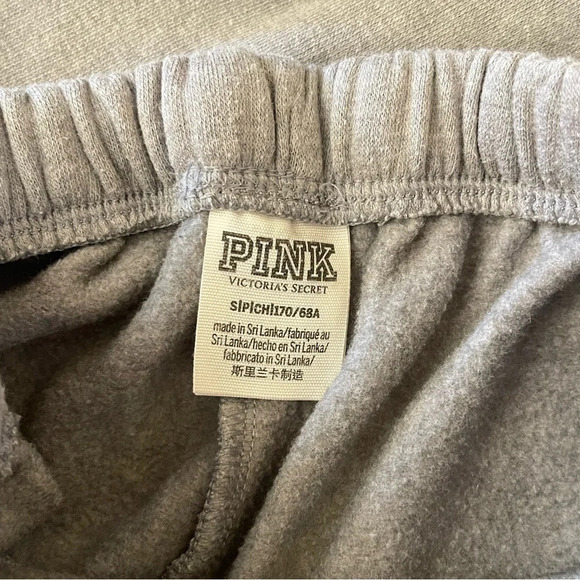 PINK
VICTORIA'S SECRET
S|P|CH|170/68A
made in Sri Lanka/fabriqué au
Sri Lanka/hecho en Sri Lanka/
fabbricato in Sri Lanka/
斯里兰卡制造